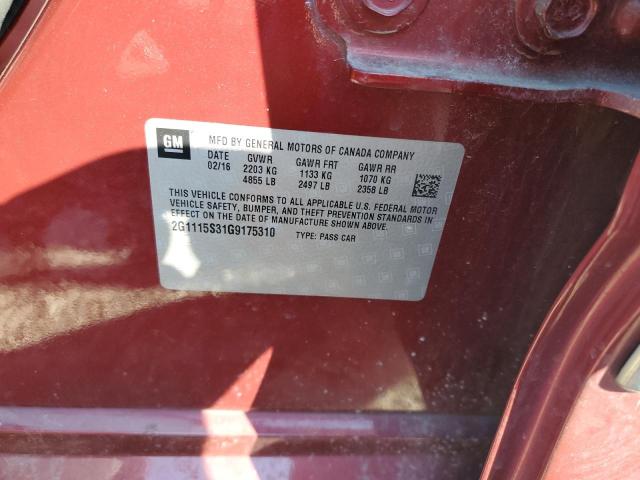 GM
MFD BY GENERAL MOTORS OF CANADA COMPANY
DATE GVWR GAWR FRT GAWR RR
02/16 2203 KG 1133 KG 1070 KG
4855 LB 2497 LB 2358 LB
THIS VEHICLE CONFORMS TO ALL APPLICABLE U.S. FEDERAL MOTOR
VEHICLE SAFETY, BUMPER, AND THEFT PREVENTION STANDARDS IN
EFFECT ON THE DATE OF MANUFACTURE SHOWN ABOVE.
2G1115S31G9175310 TYPE: PASS CAR